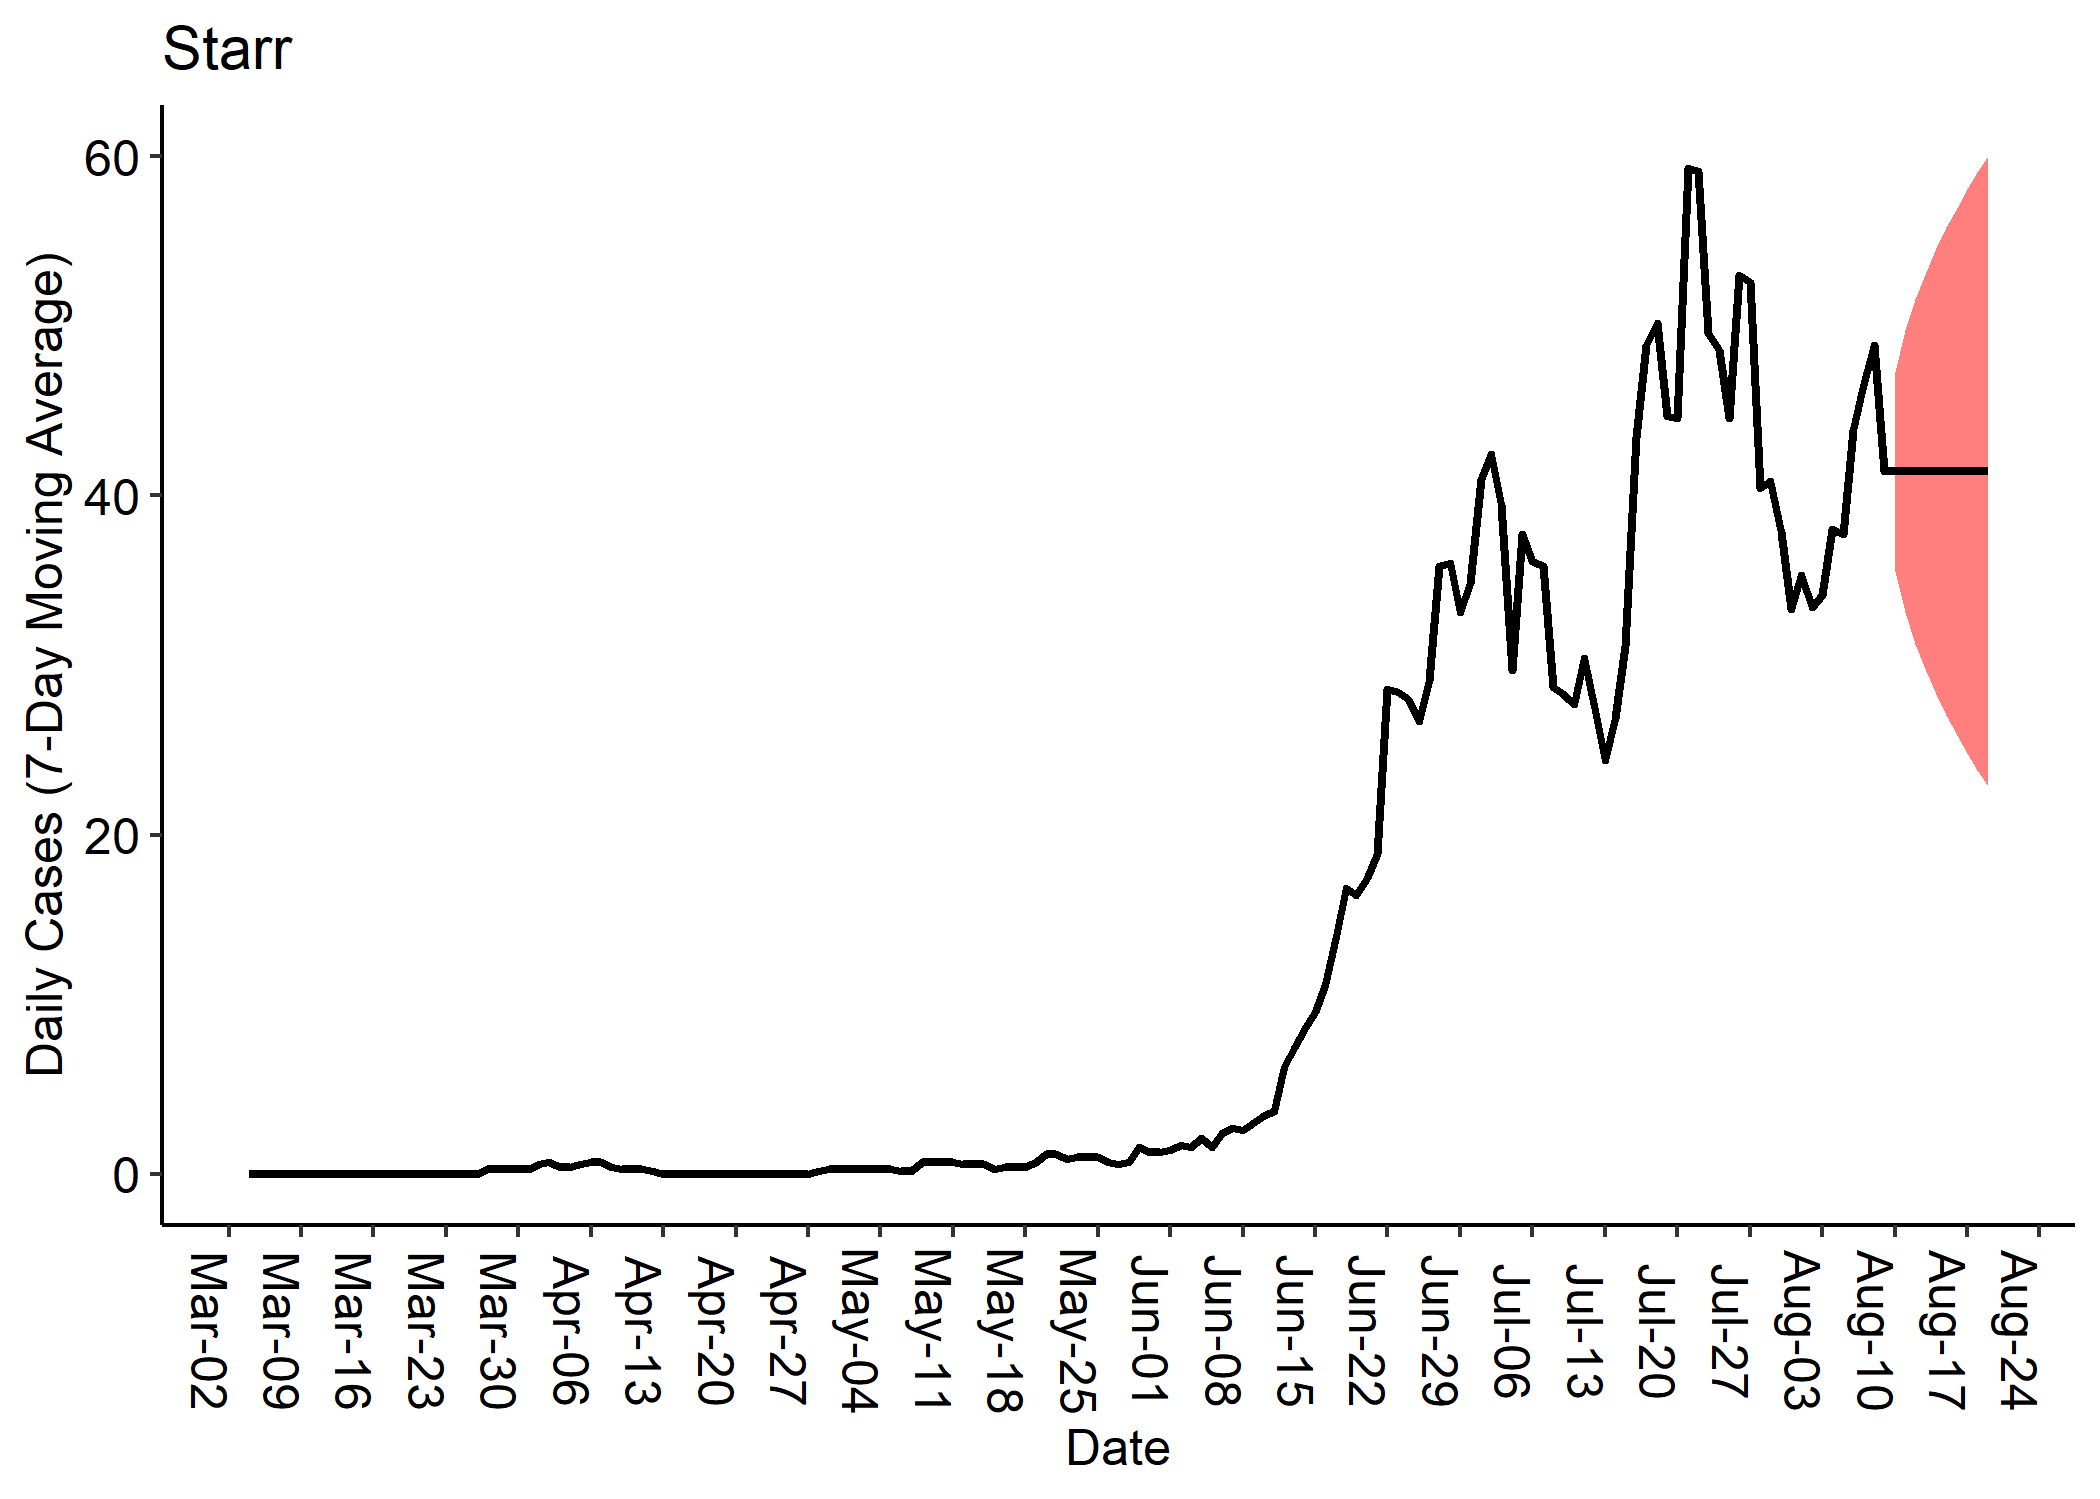 Starr
Daily Cases (7-Day Moving Average)
60
40
20
0
Mar-02
Mar-09
Mar-16
Mar-23
Mar-30
Apr-06
Apr-13
Apr-20
Apr-27
May-04
May-11
May-18
May-25
Jun-01
Jun-08
Jun-15
Jun-22
Jun-29
Jul-06
Jul-13
Jul-20
Jul-27
Aug-03
Aug-10
Aug-17
Aug-24
Date